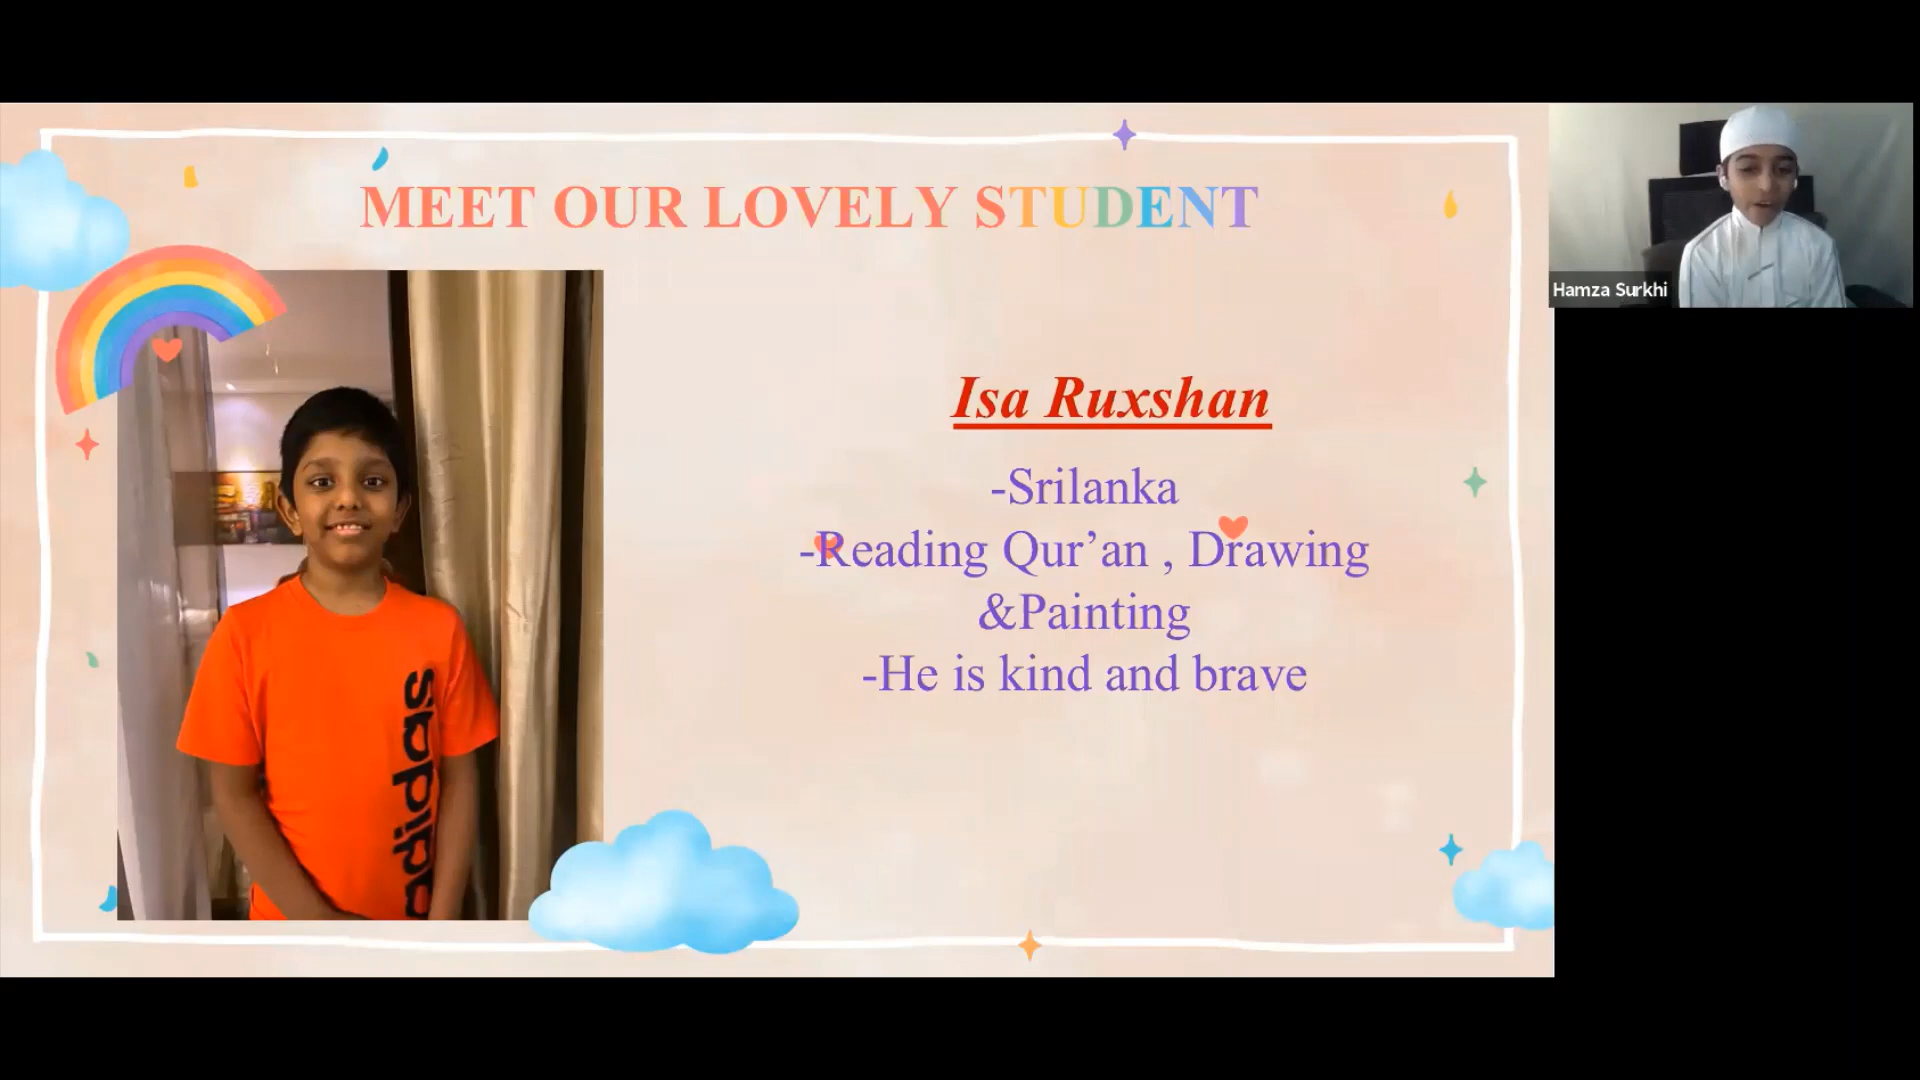 MEET OUR LOVELY STUDENT
Hamza Surkhi
Isa Ruxshan
-Srilanka
-Reading Qur’an , Drawing
&Painting
-He is kind and brave
adidas